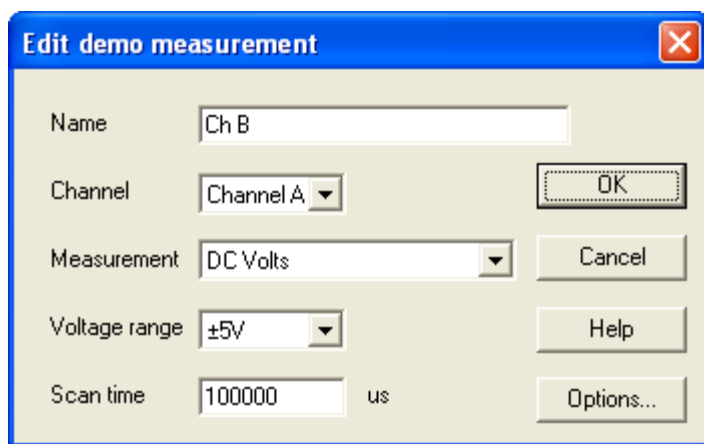 Edit demo measurement
Name Ch B
Channel Channel A OK
Measurement DC Volts Cancel
Voltage range ±5V Help
Scan time 100000 us Options...